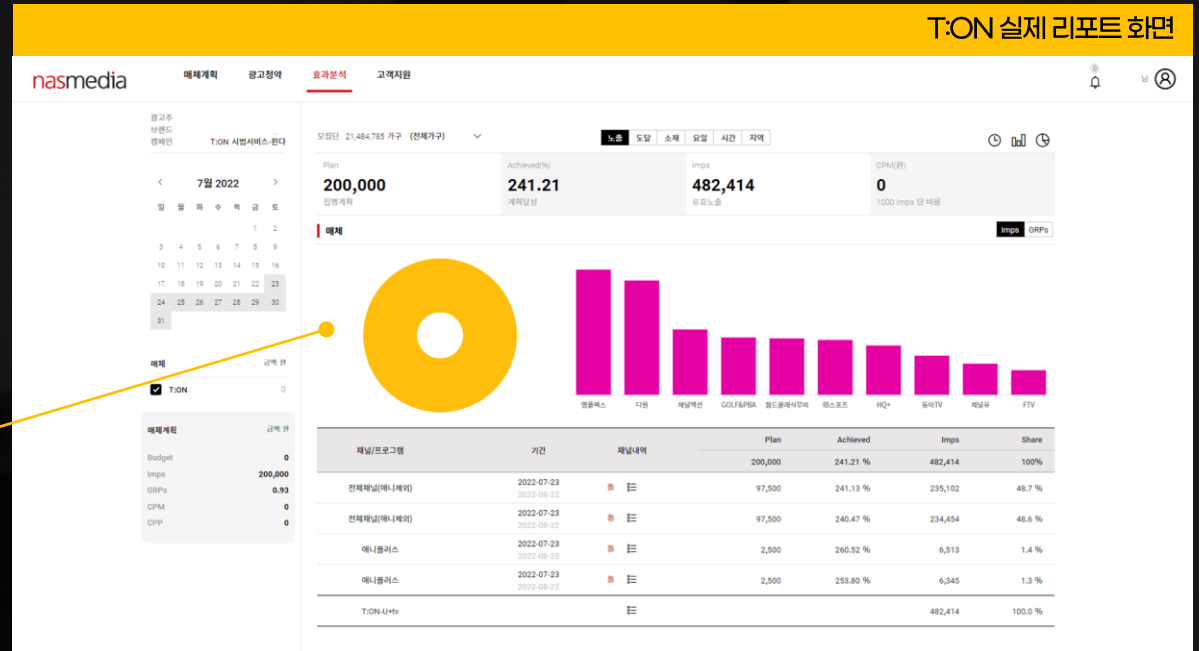 T:ON 실제 리포트 화면
nasmedia 매체계획 광고청약 효과분석 고객지원 0 님
광고주
브랜드
캠페인 T:ON 시범서비스-핀다
모집단 21,484,785 가구 (전체가구) 노출 도달 소재 요일 시간 지역
Plan Achieved(%) Imps CPM(원)
200,000 241.21 482,414 0
집행계획 계획달성 유효노출 1000 imps 당 비용
< 7월 2022 >
일 월 화 수 목 금 토
1 2
3 4 5 6 7 8 9
10 11 12 13 14 15 16
17 18 19 20 21 22 23
24 25 26 27 28 29 30
31
매체 Imps GRPs
매체 금액 원
T:ON 0
매체계획 금액 원
Budget 0
Imps 200,000
GRPs 0.93
CPM 0
CPP 0
엠플렉스 디원 채널액션 GOLF&PBA 월드클래식무비 IB스포츠 HQ+ 동아TV 채널유 FTV
채널/프로그램 기간 채널내역 Plan Achieved Imps Share
200,000 241.21 % 482,414 100%
전체채널(애니제외) 2022-07-23 2022-08-22 97,500 241.13 % 235,102 48.7 %
전체채널(애니제외) 2022-07-23 2022-08-22 97,500 240.47 % 234,454 48.6 %
애니플러스 2022-07-23 2022-08-22 2,500 260.52 % 6,513 1.4 %
애니플러스 2022-07-23 2022-08-22 2,500 253.80 % 6,345 1.3 %
T:ON-U+tv 482,414 100.0 %